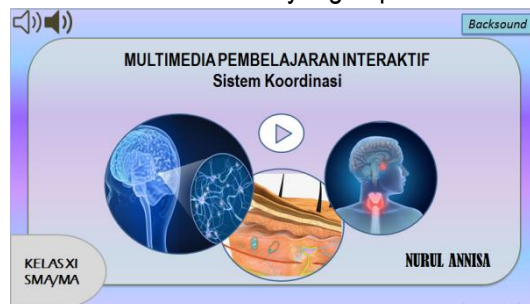 Backsound
MULTIMEDIA PEMBELAJARAN INTERAKTIF
Sistem Koordinasi
KELAS XI
SMA/MA
NURUL ANNISA